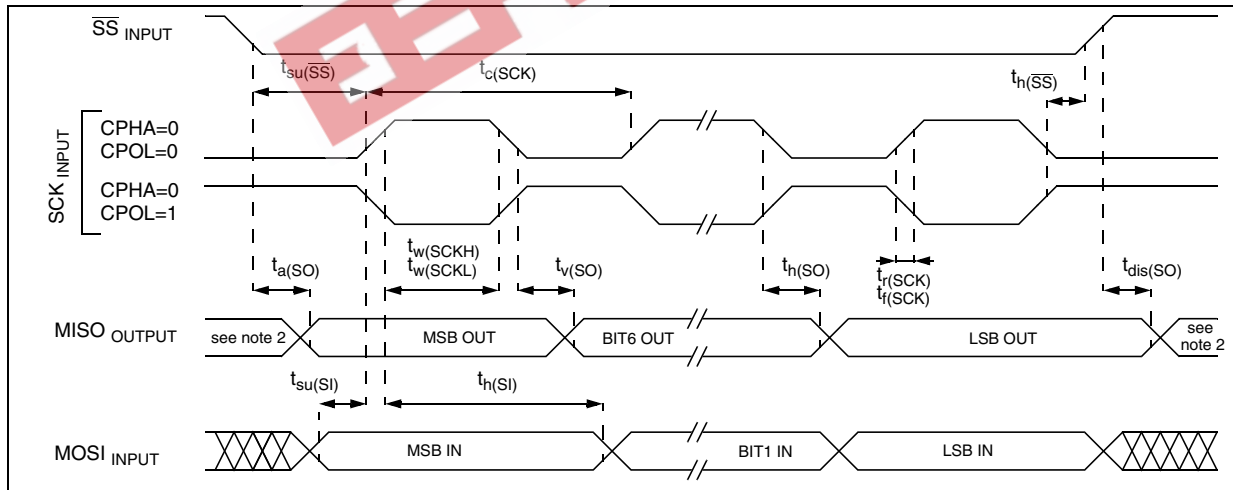 SS INPUT
tsu(SS)
tc(SCK)
th(SS)
SCK INPUT
CPHA=0
CPOL=0
CPHA=0
CPOL=1
ta(SO)
tw(SCKH)
tw(SCKL)
tv(SO)
th(SO)
tr(SCK)
tf(SCK)
tdis(SO)
MISO OUTPUT
see note 2
MSB OUT
BIT6 OUT
LSB OUT
see
note 2
tsu(SI)
th(SI)
MOSI INPUT
MSB IN
BIT1 IN
LSB IN